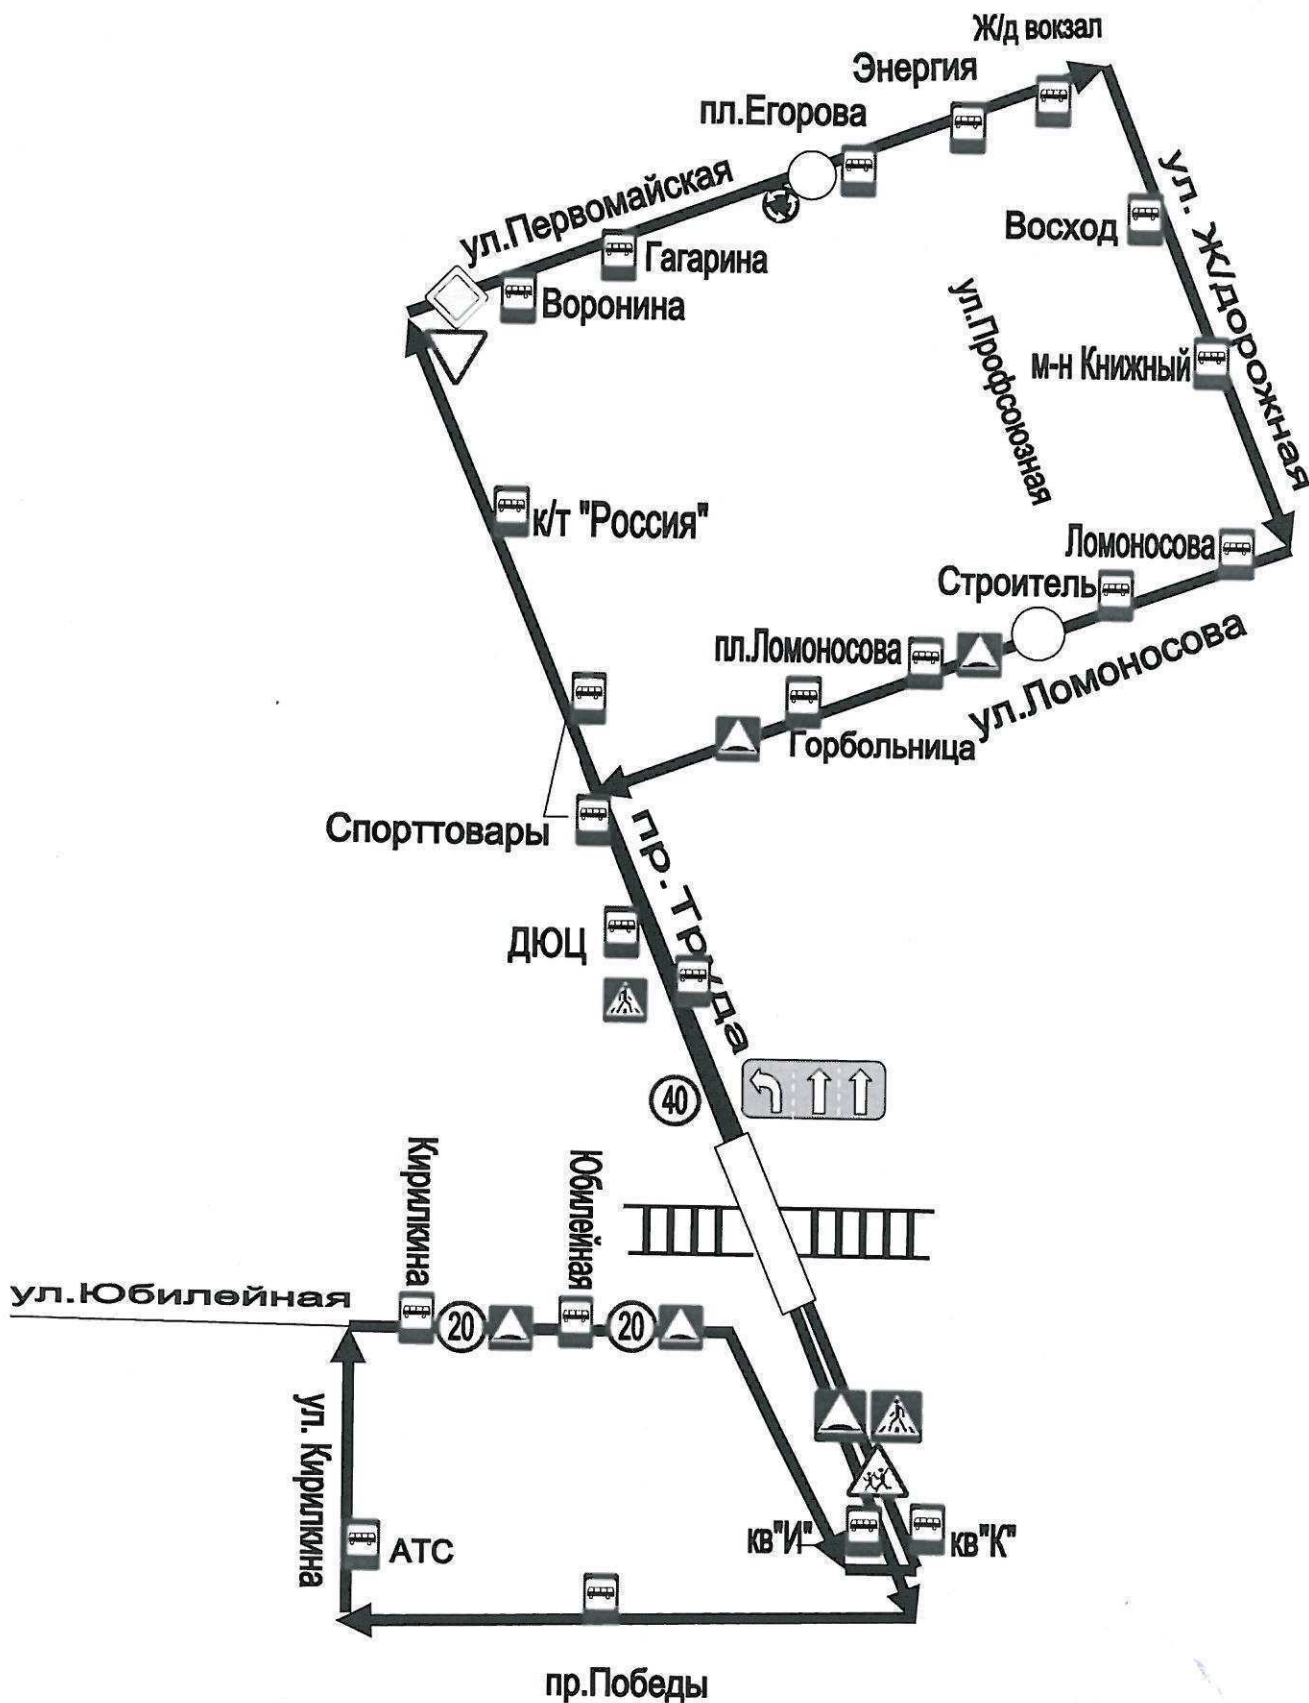 Ж/д вокзал
Энергия
пл.Егорова
ул.Первомайская
ул. Ж/дорожная
Восход
Гагарина
Воронина
ул.Профсоюзная
м-н Книжный
к/т "Россия"
Ломоносова
Строитель
пл.Ломоносова
ул.Ломоносова
Горбольница
Спорттовары
пр.Труда
ДЮЦ
40
Кирилкина
Юбилейная
ул.Юбилейная
20
20
ул. Кирилкина
кв"И"
кв"К"
АТС
пр.Победы